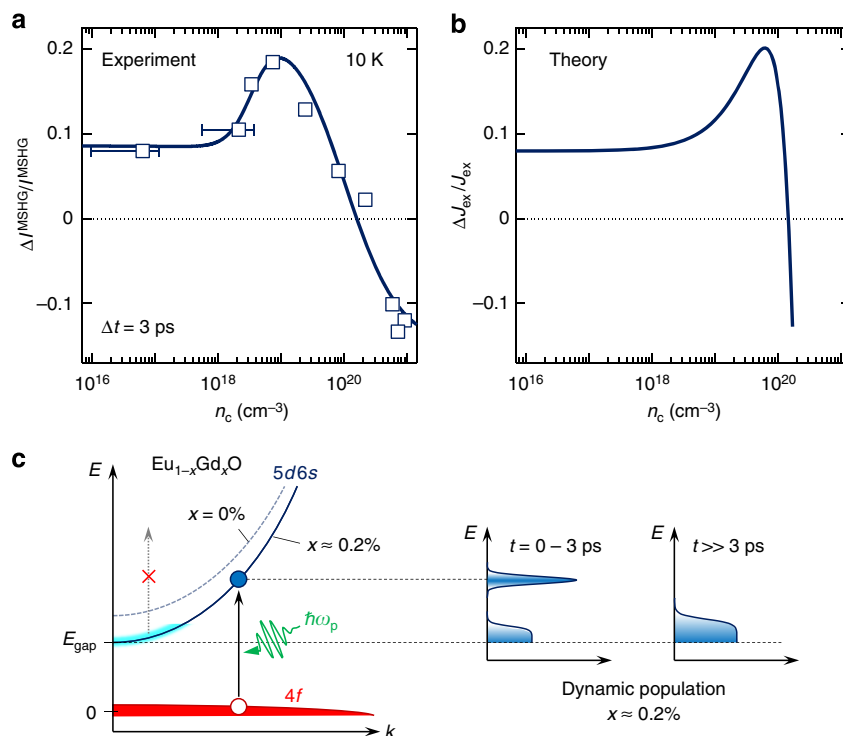 a
Experiment
10 K
0.2
0.1
0
−0.1
ΔI^MSHG/I^MSHG
Δt = 3 ps
10^16
10^18
10^20
n_c (cm^−3)
b
Theory
0.2
0.1
0
−0.1
ΔJ_ex/J_ex
10^16
10^18
10^20
n_c (cm^−3)
c
E
Eu_1−xGd_xO
5d6s
x = 0%
x ≈ 0.2%
E_gap
ħω_p
4f
0
k
E
t = 0 – 3 ps
E
t >> 3 ps
Dynamic population
x ≈ 0.2%